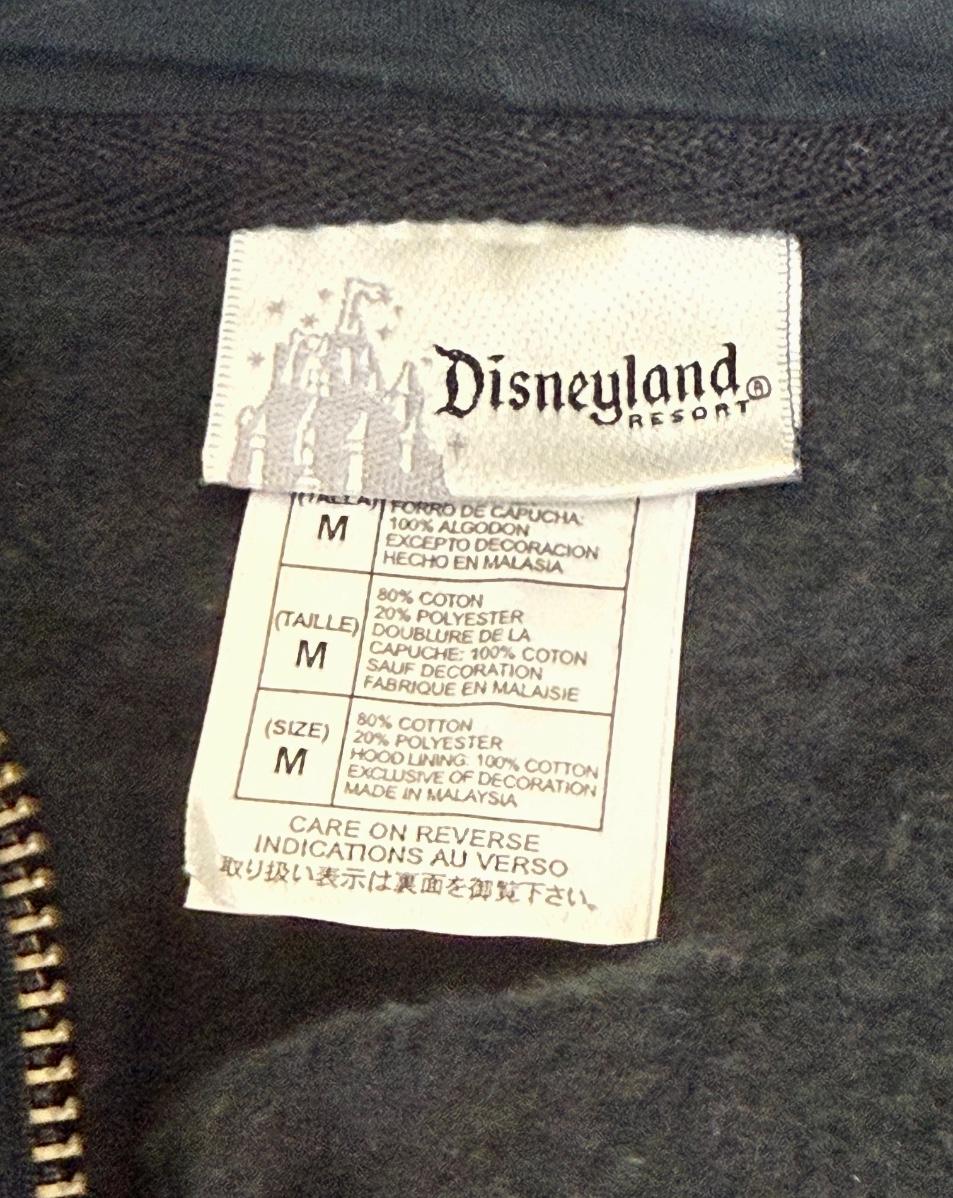 Disneyland®
RESORT
(TALLA)
M
FORRO DE CAPUCHA:
100% ALGODON
EXCEPTO DECORACION
HECHO EN MALASIA
(TAILLE)
M
80% COTON
20% POLYESTER
DOUBLURE DE LA
CAPUCHE: 100% COTON
SAUF DECORATION
FABRIQUE EN MALAISIE
(SIZE)
M
80% COTTON
20% POLYESTER
HOOD LINING: 100% COTTON
EXCLUSIVE OF DECORATION
MADE IN MALAYSIA
CARE ON REVERSE
INDICATIONS AU VERSO
取り扱い表示は裏面を御覧下さい。